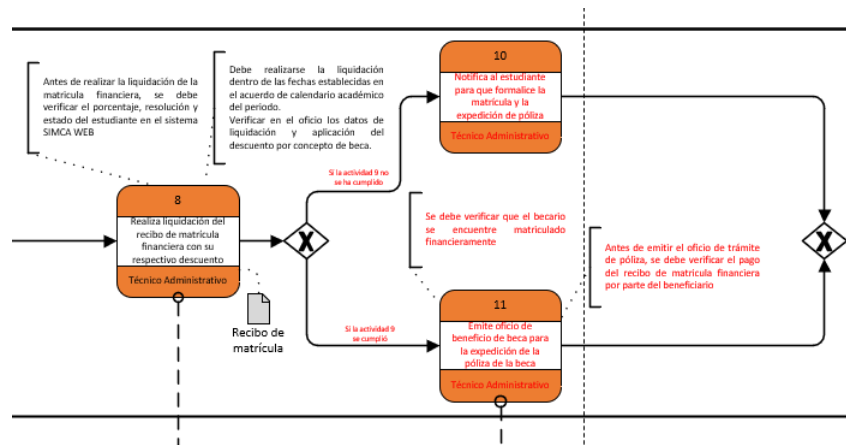 Antes de realizar la liquidación de la
matricula financiera, se debe
verificar el porcentaje, resolución y
estado del estudiante en el sistema
SIMCA WEB
Debe realizarse la liquidación
dentro de las fechas establecidas en
el acuerdo de calendario académico
del periodo.
Verificar en el oficio los datos de
liquidación y aplicación del
descuento por concepto de beca.
8
Realiza liquidación del
recibo de matrícula
financiera con su
respectivo descuento
Técnico Administrativo
Recibo de
matrícula
X
Si la actividad 9 no
se ha cumplido
10
Notifica al estudiante
para que formalice la
matrícula y la
expedición de póliza
Técnico Administrativo
Se debe verificar que el becario
se encuentre matriculado
financieramente
Si la actividad 9
se cumplió
11
Emite oficio de
beneficio de beca para
la expedición de la
póliza de la beca
Técnico Administrativo
Antes de emitir el oficio de trámite
de póliza, se debe verificar el pago
del recibo de matricula financiera
por parte del beneficiario
X